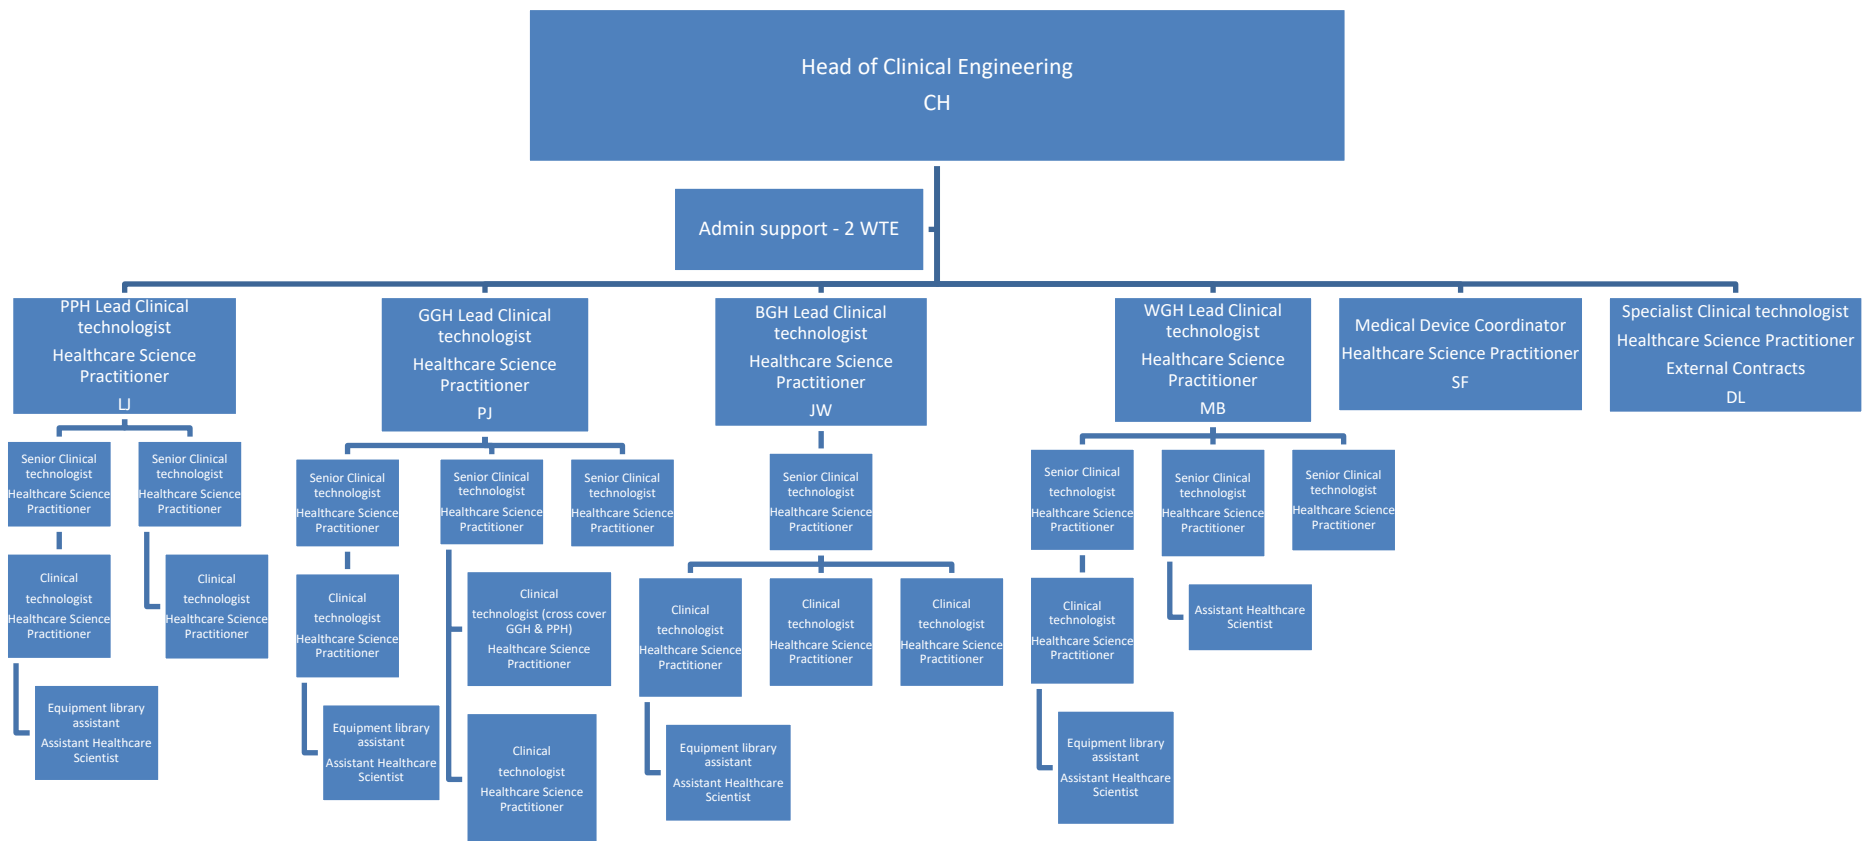 Head of Clinical Engineering
CH
Admin support - 2 WTE
PPH Lead Clinical
technologist
Healthcare Science
Practitioner
LJ
GGH Lead Clinical
technologist
Healthcare Science
Practitioner
PJ
BGH Lead Clinical
technologist
Healthcare Science
Practitioner
JW
WGH Lead Clinical
technologist
Healthcare Science
Practitioner
MB
Medical Device Coordinator
Healthcare Science Practitioner
SF
Specialist Clinical technologist
Healthcare Science Practitioner
External Contracts
DL
Senior Clinical
technologist
Healthcare Science
Practitioner
Senior Clinical
technologist
Healthcare Science
Practitioner
Senior Clinical
technologist
Healthcare Science
Practitioner
Senior Clinical
technologist
Healthcare Science
Practitioner
Senior Clinical
technologist
Healthcare Science
Practitioner
Senior Clinical
technologist
Healthcare Science
Practitioner
Senior Clinical
technologist
Healthcare Science
Practitioner
Senior Clinical
technologist
Healthcare Science
Practitioner
Senior Clinical
technologist
Healthcare Science
Practitioner
Clinical
technologist
Healthcare Science
Practitioner
Clinical
technologist
Healthcare Science
Practitioner
Clinical
technologist
Healthcare Science
Practitioner
Clinical
technologist (cross cover
GGH & PPH)
Healthcare Science
Practitioner
Clinical
technologist
Healthcare Science
Practitioner
Clinical
technologist
Healthcare Science
Practitioner
Clinical
technologist
Healthcare Science
Practitioner
Clinical
technologist
Healthcare Science
Practitioner
Assistant Healthcare
Scientist
Equipment library
assistant
Assistant Healthcare
Scientist
Equipment library
assistant
Assistant Healthcare
Scientist
Clinical
technologist
Healthcare Science
Practitioner
Equipment library
assistant
Assistant Healthcare
Scientist
Equipment library
assistant
Assistant Healthcare
Scientist